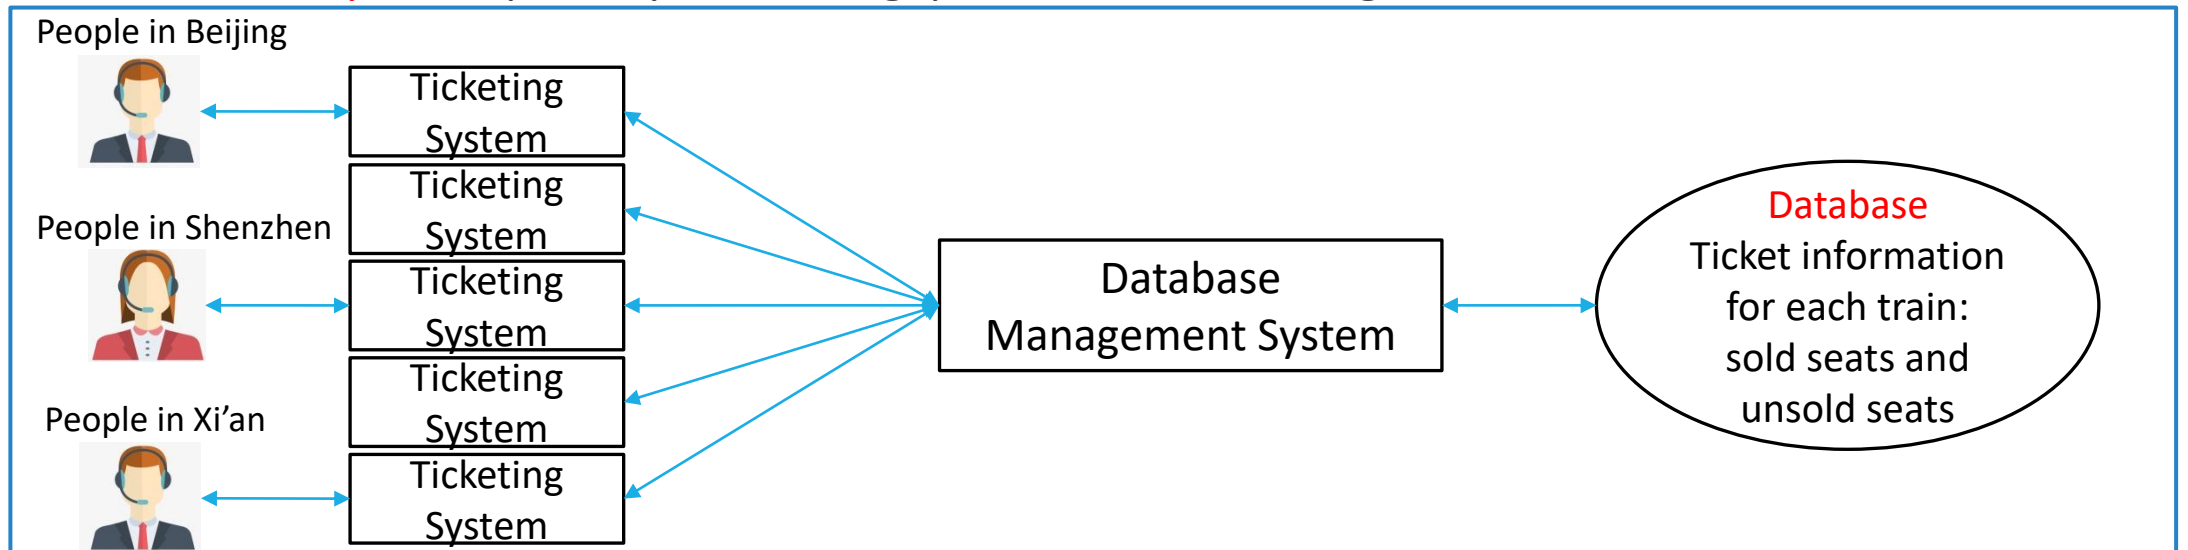 People in Beijing
Ticketing
System
Ticketing
System
People in Shenzhen
Ticketing
System
Ticketing
System
People in Xi’an
Ticketing
System
Database
Management System
Database
Ticket information
for each train:
sold seats and
unsold seats